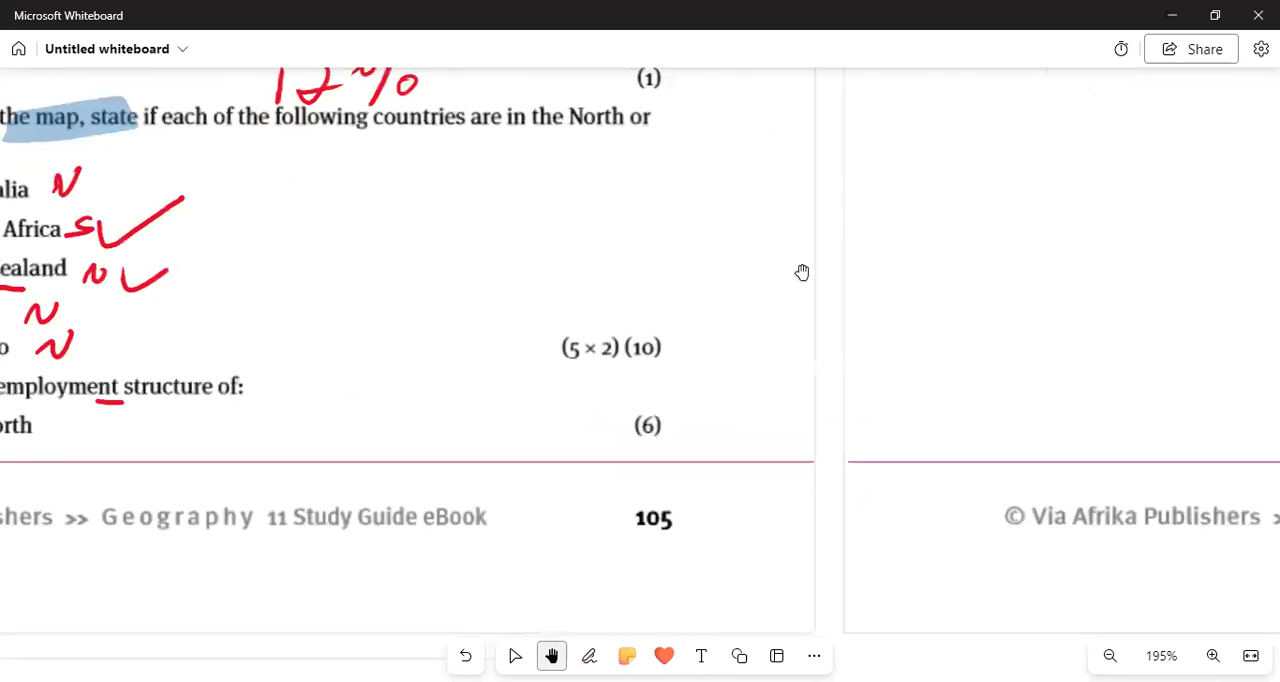 Microsoft Whiteboard
Untitled whiteboard
Share
12 %
(1)
the map, state if each of the following countries are in the North or
alia N
Africa S
ealand N
N
o N
(5 × 2) (10)
employment structure of:
orth
(6)
shers >> Geography 11 Study Guide eBook 105
© Via Afrika Publishers >
T
195%